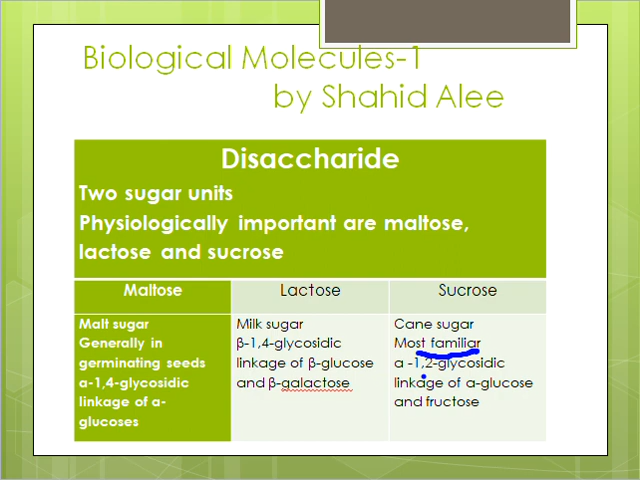 Biological Molecules-1
by Shahid Alee
Disaccharide
Two sugar units
Physiologically important are maltose,
lactose and sucrose
Maltose
Lactose
Sucrose
Malt sugar
Generally in
germinating seeds
α-1,4-glycosidic
linkage of α-
glucoses
Milk sugar
β-1,4-glycosidic
linkage of β-glucose
and β-galactose
Cane sugar
Most familiar
α -1,2-glycosidic
linkage of α-glucose
and fructose